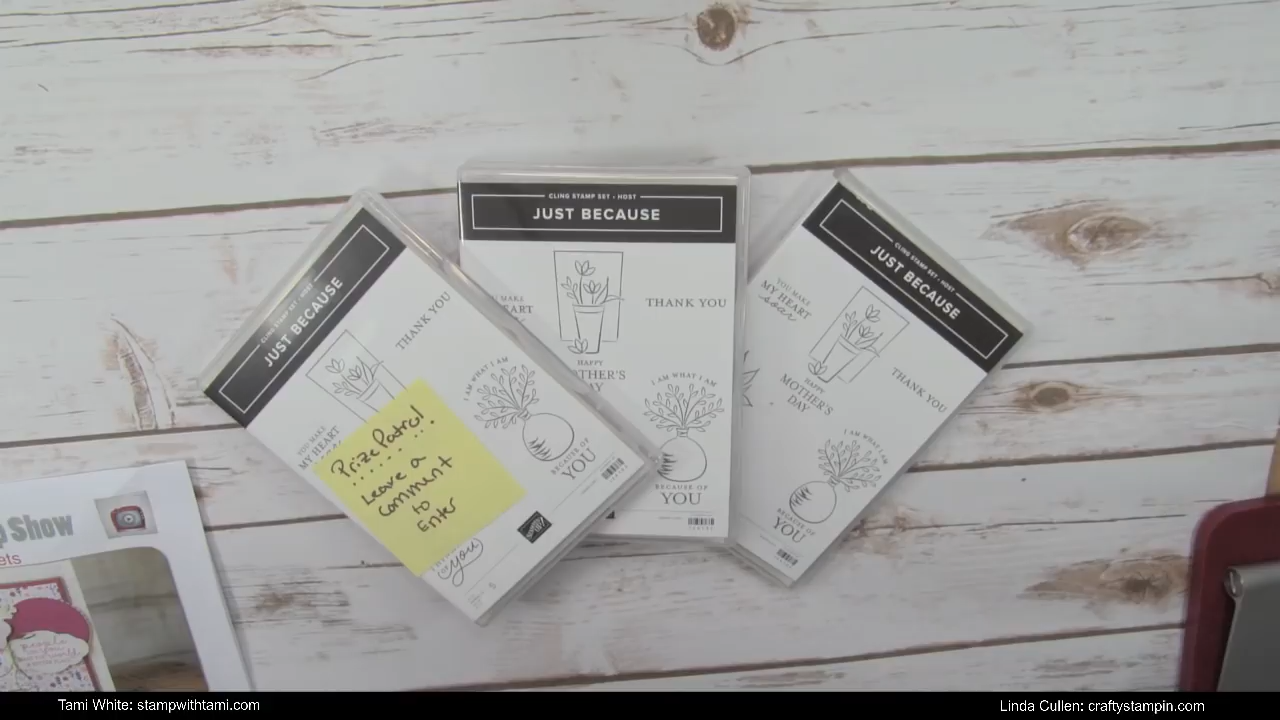 CLING STAMP SET • HOST
JUST BECAUSE
THANK YOU
YOU MAKE
MY HEART
I AM WHAT I AM
BECAUSE OF
YOU
Prize Patrol
Leave a
comment
to
Enter
you
CLING STAMP SET • HOST
JUST BECAUSE
MAKE
THANK YOU
HAPPY
I AM WHAT I AM
BECAUSE OF
YOU
CLING STAMP SET • HOST
JUST BECAUSE
YOU MAKE
MY HEART
soar
HAPPY
MOTHER'S
DAY
THANK YOU
I AM WHAT I AM
BECAUSE OF
YOU
Show
Tami White: stampwithtami.com
Linda Cullen: craftystampin.com